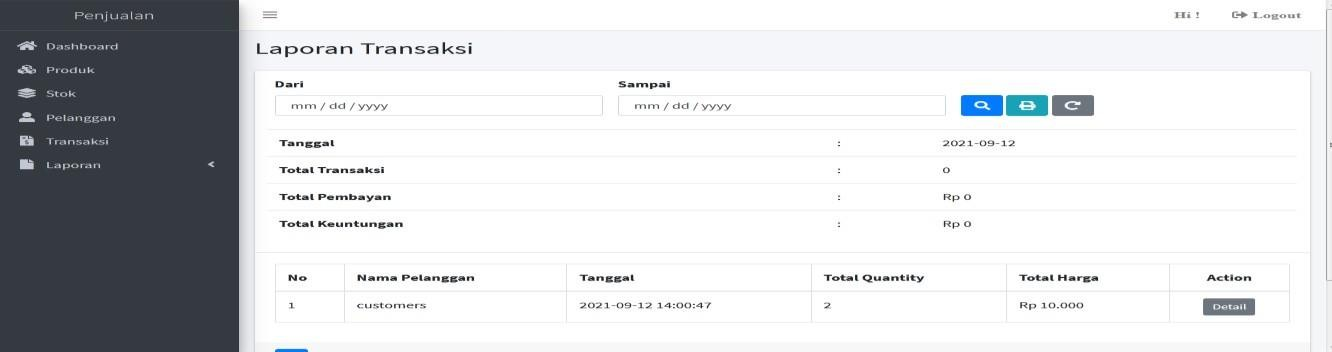 Penjualan
Hi ! Logout
Dashboard
Produk
Stok
Pelanggan
Transaksi
Laporan
Laporan Transaksi
Dari Sampai
mm / dd / yyyy mm / dd / yyyy
Tanggal : 2021-09-12
Total Transaksi : 0
Total Pembayan : Rp 0
Total Keuntungan : Rp 0
No Nama Pelanggan Tanggal Total Quantity Total Harga Action
1 customers 2021-09-12 14:00:47 2 Rp 10.000 Detail